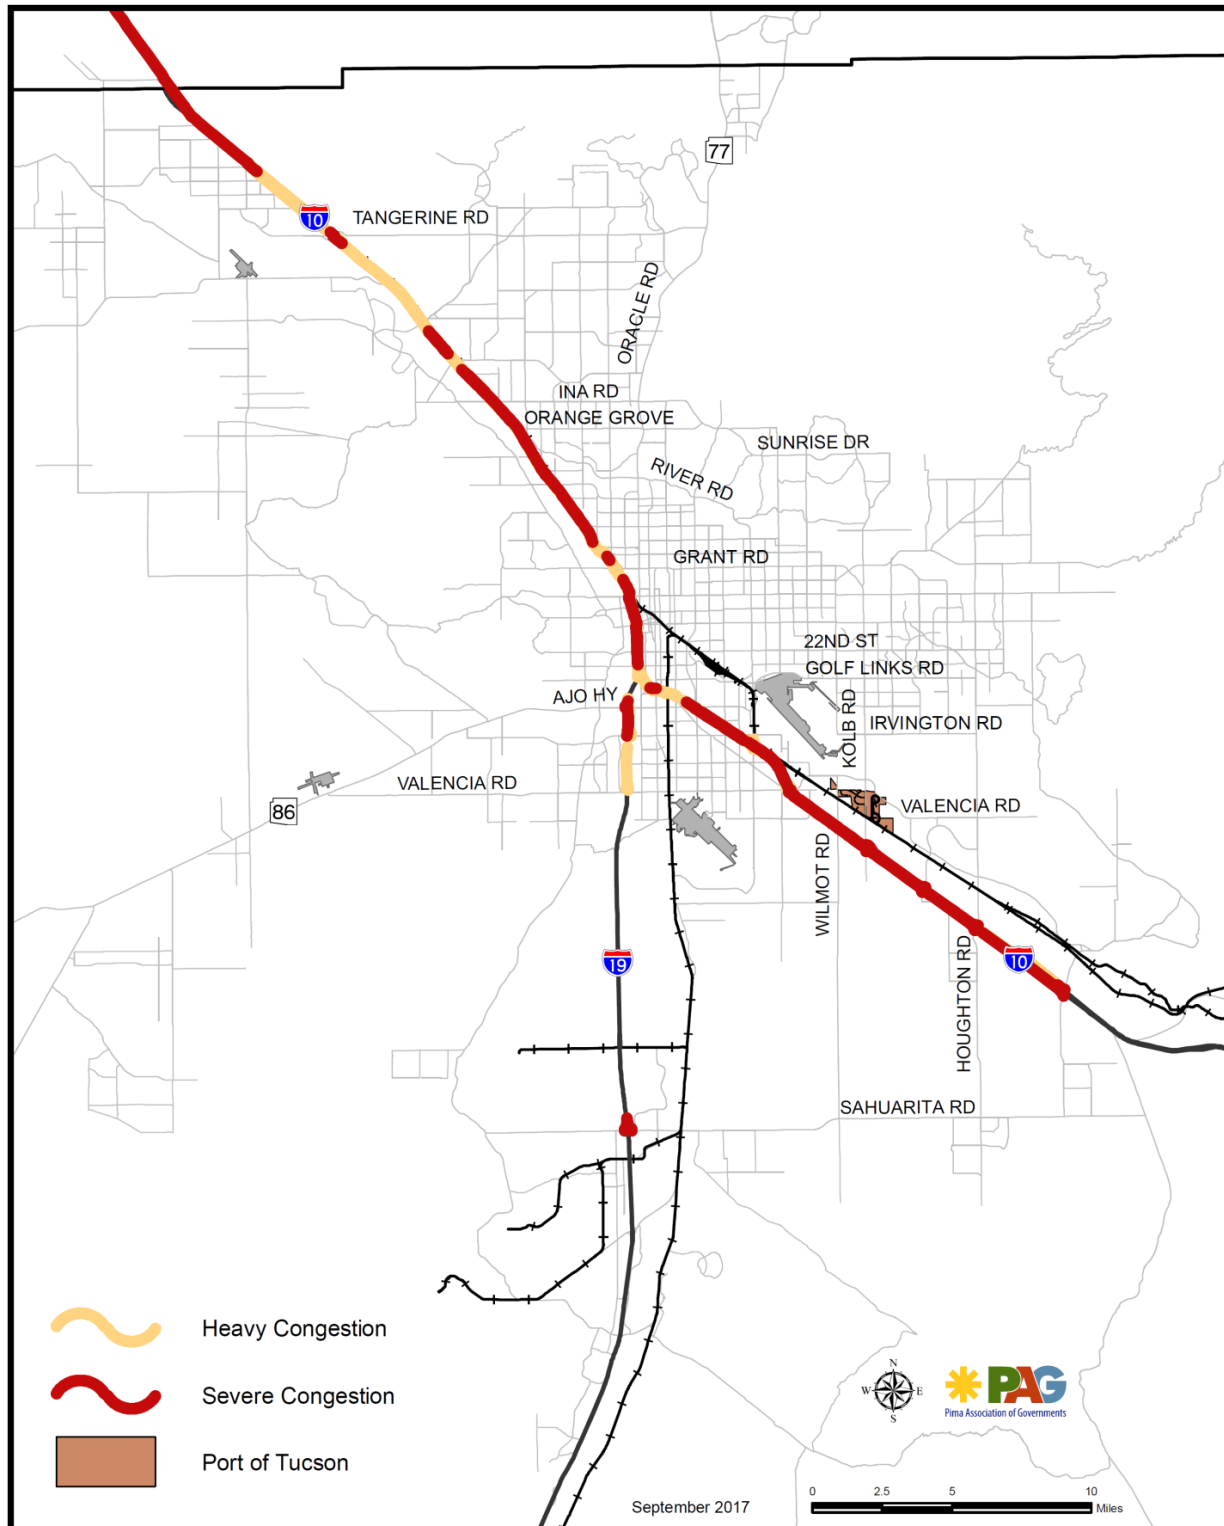 77
10
TANGERINE RD
ORACLE RD
INA RD
ORANGE GROVE
SUNRISE DR
RIVER RD
GRANT RD
22ND ST
GOLF LINKS RD
AJO HY
KOLB RD
IRVINGTON RD
VALENCIA RD
86
VALENCIA RD
WILMOT RD
HOUGHTON RD
19
10
SAHUARITA RD
Heavy Congestion
Severe Congestion
Port of Tucson
N
W E
S
PAG
Pima Association of Governments
September 2017
0 2.5 5 10
Miles